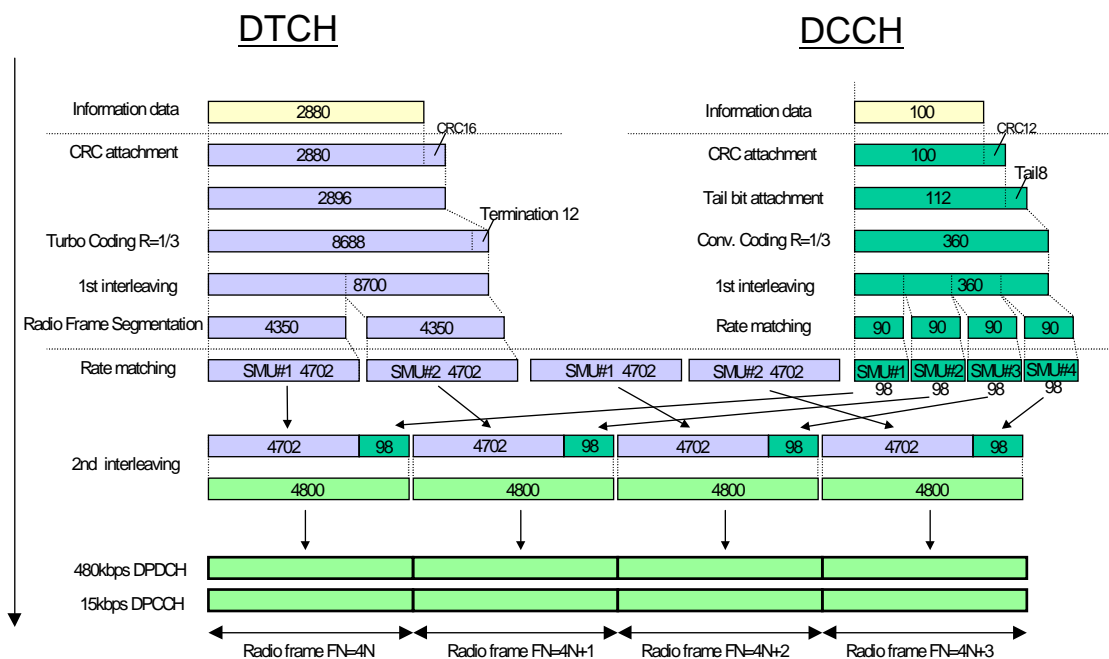 DTCH DCCH
Information data 2880 Information data 100
CRC16 CRC12
CRC attachment 2880 CRC attachment 100
Tail8
2896 Tail bit attachment 112
Termination 12
Turbo Coding R=1/3 8688 Conv. Coding R=1/3 360
1st interleaving 8700 1st interleaving 360
Radio Frame Segmentation 4350 4350 Rate matching 90 90 90 90
Rate matching SMU#1 4702 SMU#2 4702 SMU#1 4702 SMU#2 4702 SMU#1 SMU#2 SMU#3 SMU#4
98 98 98 98
4702 98 4702 98 4702 98 4702 98
2nd interleaving
4800 4800 4800 4800
480kbps DPDCH
15kbps DPCCH
Radio frame FN=4N Radio frame FN=4N+1 Radio frame FN=4N+2 Radio frame FN=4N+3